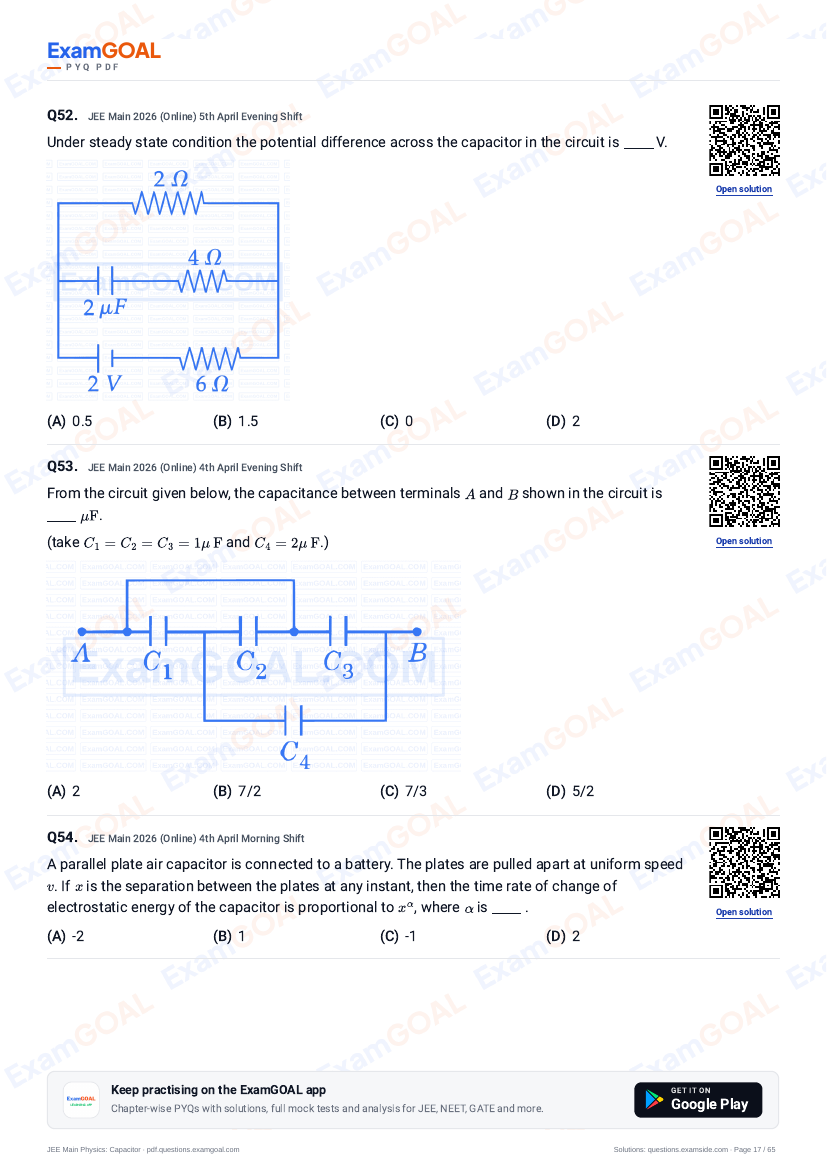 ExamGOAL
PYQ PDF
Q52. JEE Main 2026 (Online) 5th April Evening Shift
Under steady state condition the potential difference across the capacitor in the circuit is ____ V.
Open solution
2 Ω
4 Ω
2 μF
2 V
6 Ω
(A) 0.5 (B) 1.5 (C) 0 (D) 2
Q53. JEE Main 2026 (Online) 4th April Evening Shift
From the circuit given below, the capacitance between terminals A and B shown in the circuit is
____ μF.
(take C₁ = C₂ = C₃ = 1μ F and C₄ = 2μ F.)
Open solution
A C₁ C₂ C₃ B
C₄
(A) 2 (B) 7/2 (C) 7/3 (D) 5/2
Q54. JEE Main 2026 (Online) 4th April Morning Shift
A parallel plate air capacitor is connected to a battery. The plates are pulled apart at uniform speed
v. If x is the separation between the plates at any instant, then the time rate of change of
electrostatic energy of the capacitor is proportional to x^α, where α is ____ .
Open solution
(A) -2 (B) 1 (C) -1 (D) 2
Keep practising on the ExamGOAL app
Chapter-wise PYQs with solutions, full mock tests and analysis for JEE, NEET, GATE and more.
GET IT ON
Google Play
JEE Main Physics: Capacitor · pdf.questions.examgoal.com
Solutions: questions.examside.com · Page 17 / 65